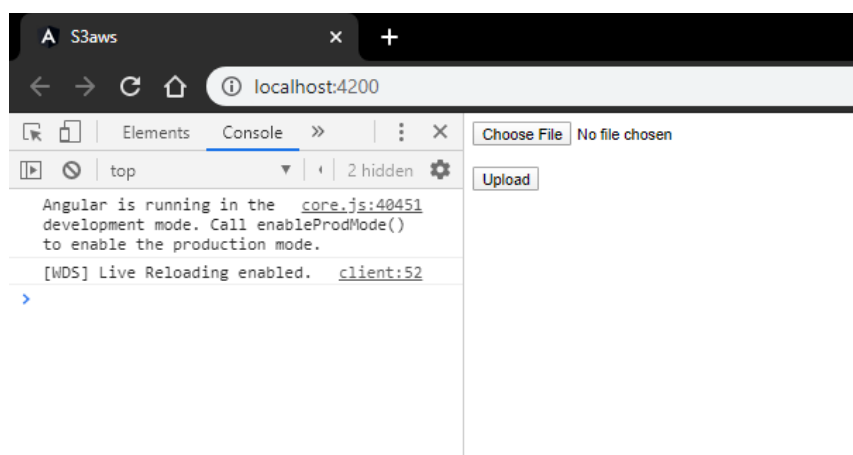 S3aws
localhost:4200
Elements Console »
top 2 hidden
Angular is running in the core.js:40451
development mode. Call enableProdMode()
to enable the production mode.
[WDS] Live Reloading enabled. client:52
>
Choose File No file chosen
Upload